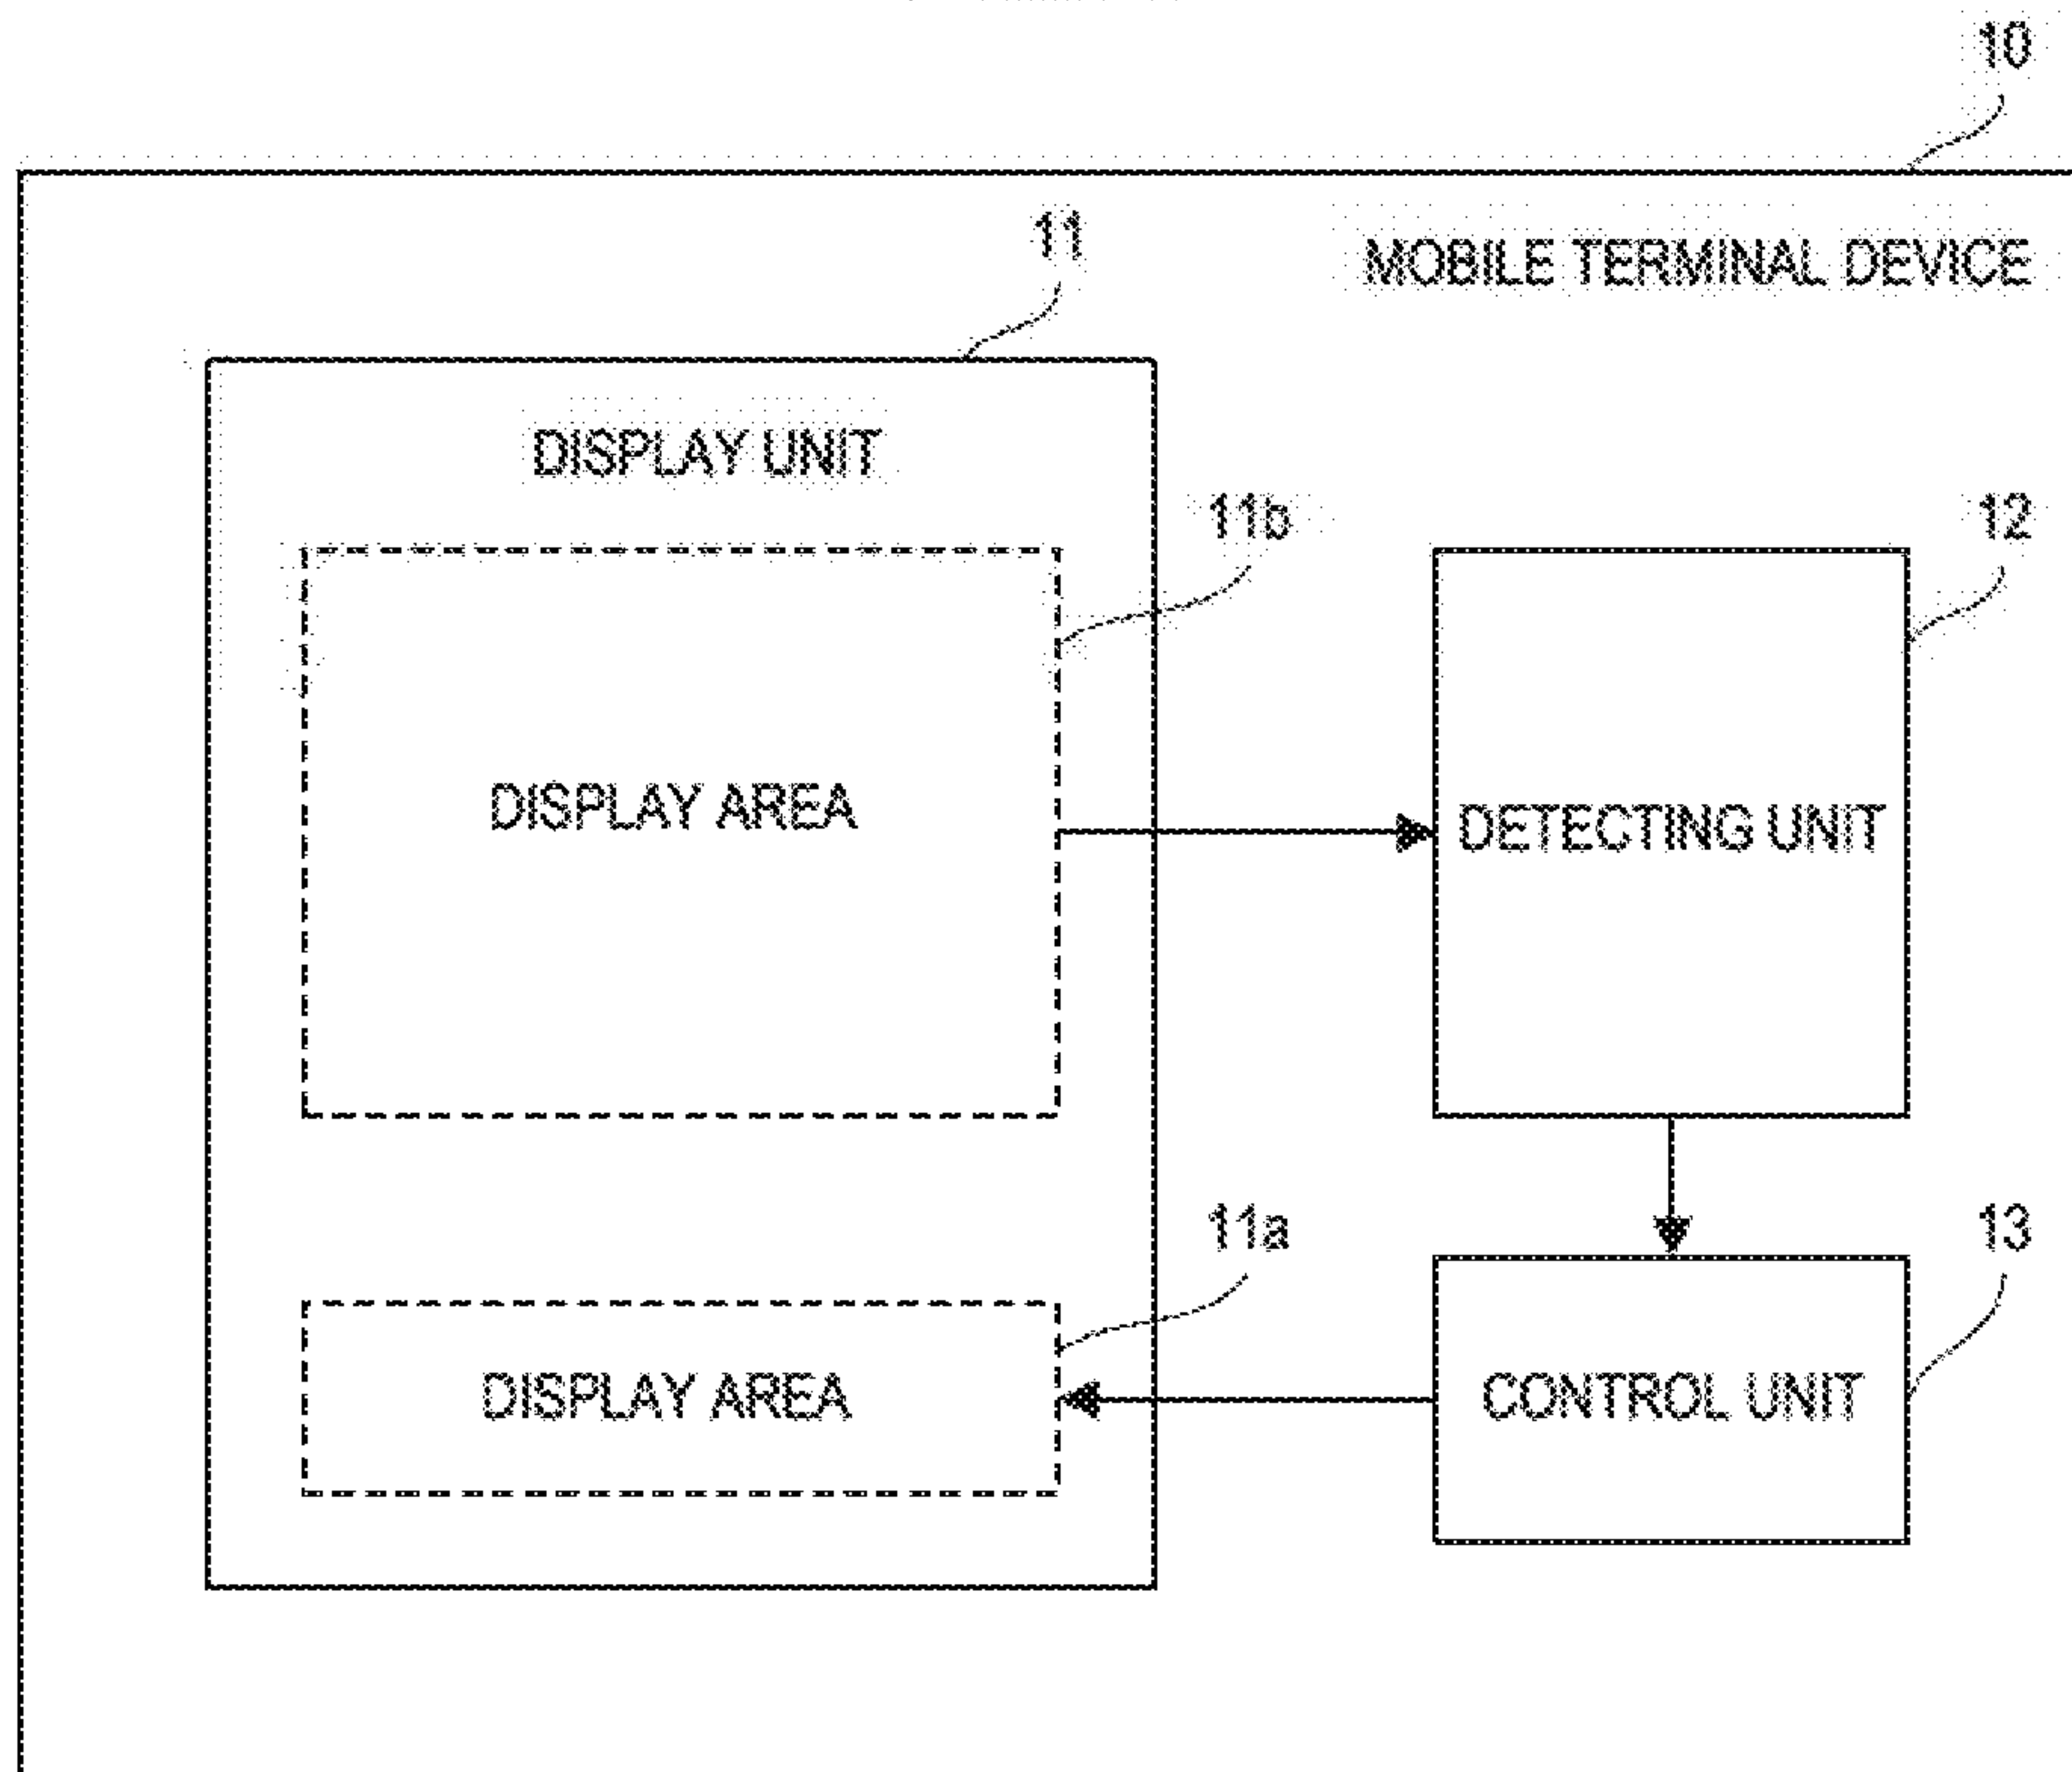 10
11
MOBILE TERMINAL DEVICE
DISPLAY UNIT
11b
12
DISPLAY AREA
DETECTING UNIT
11a
13
DISPLAY AREA
CONTROL UNIT